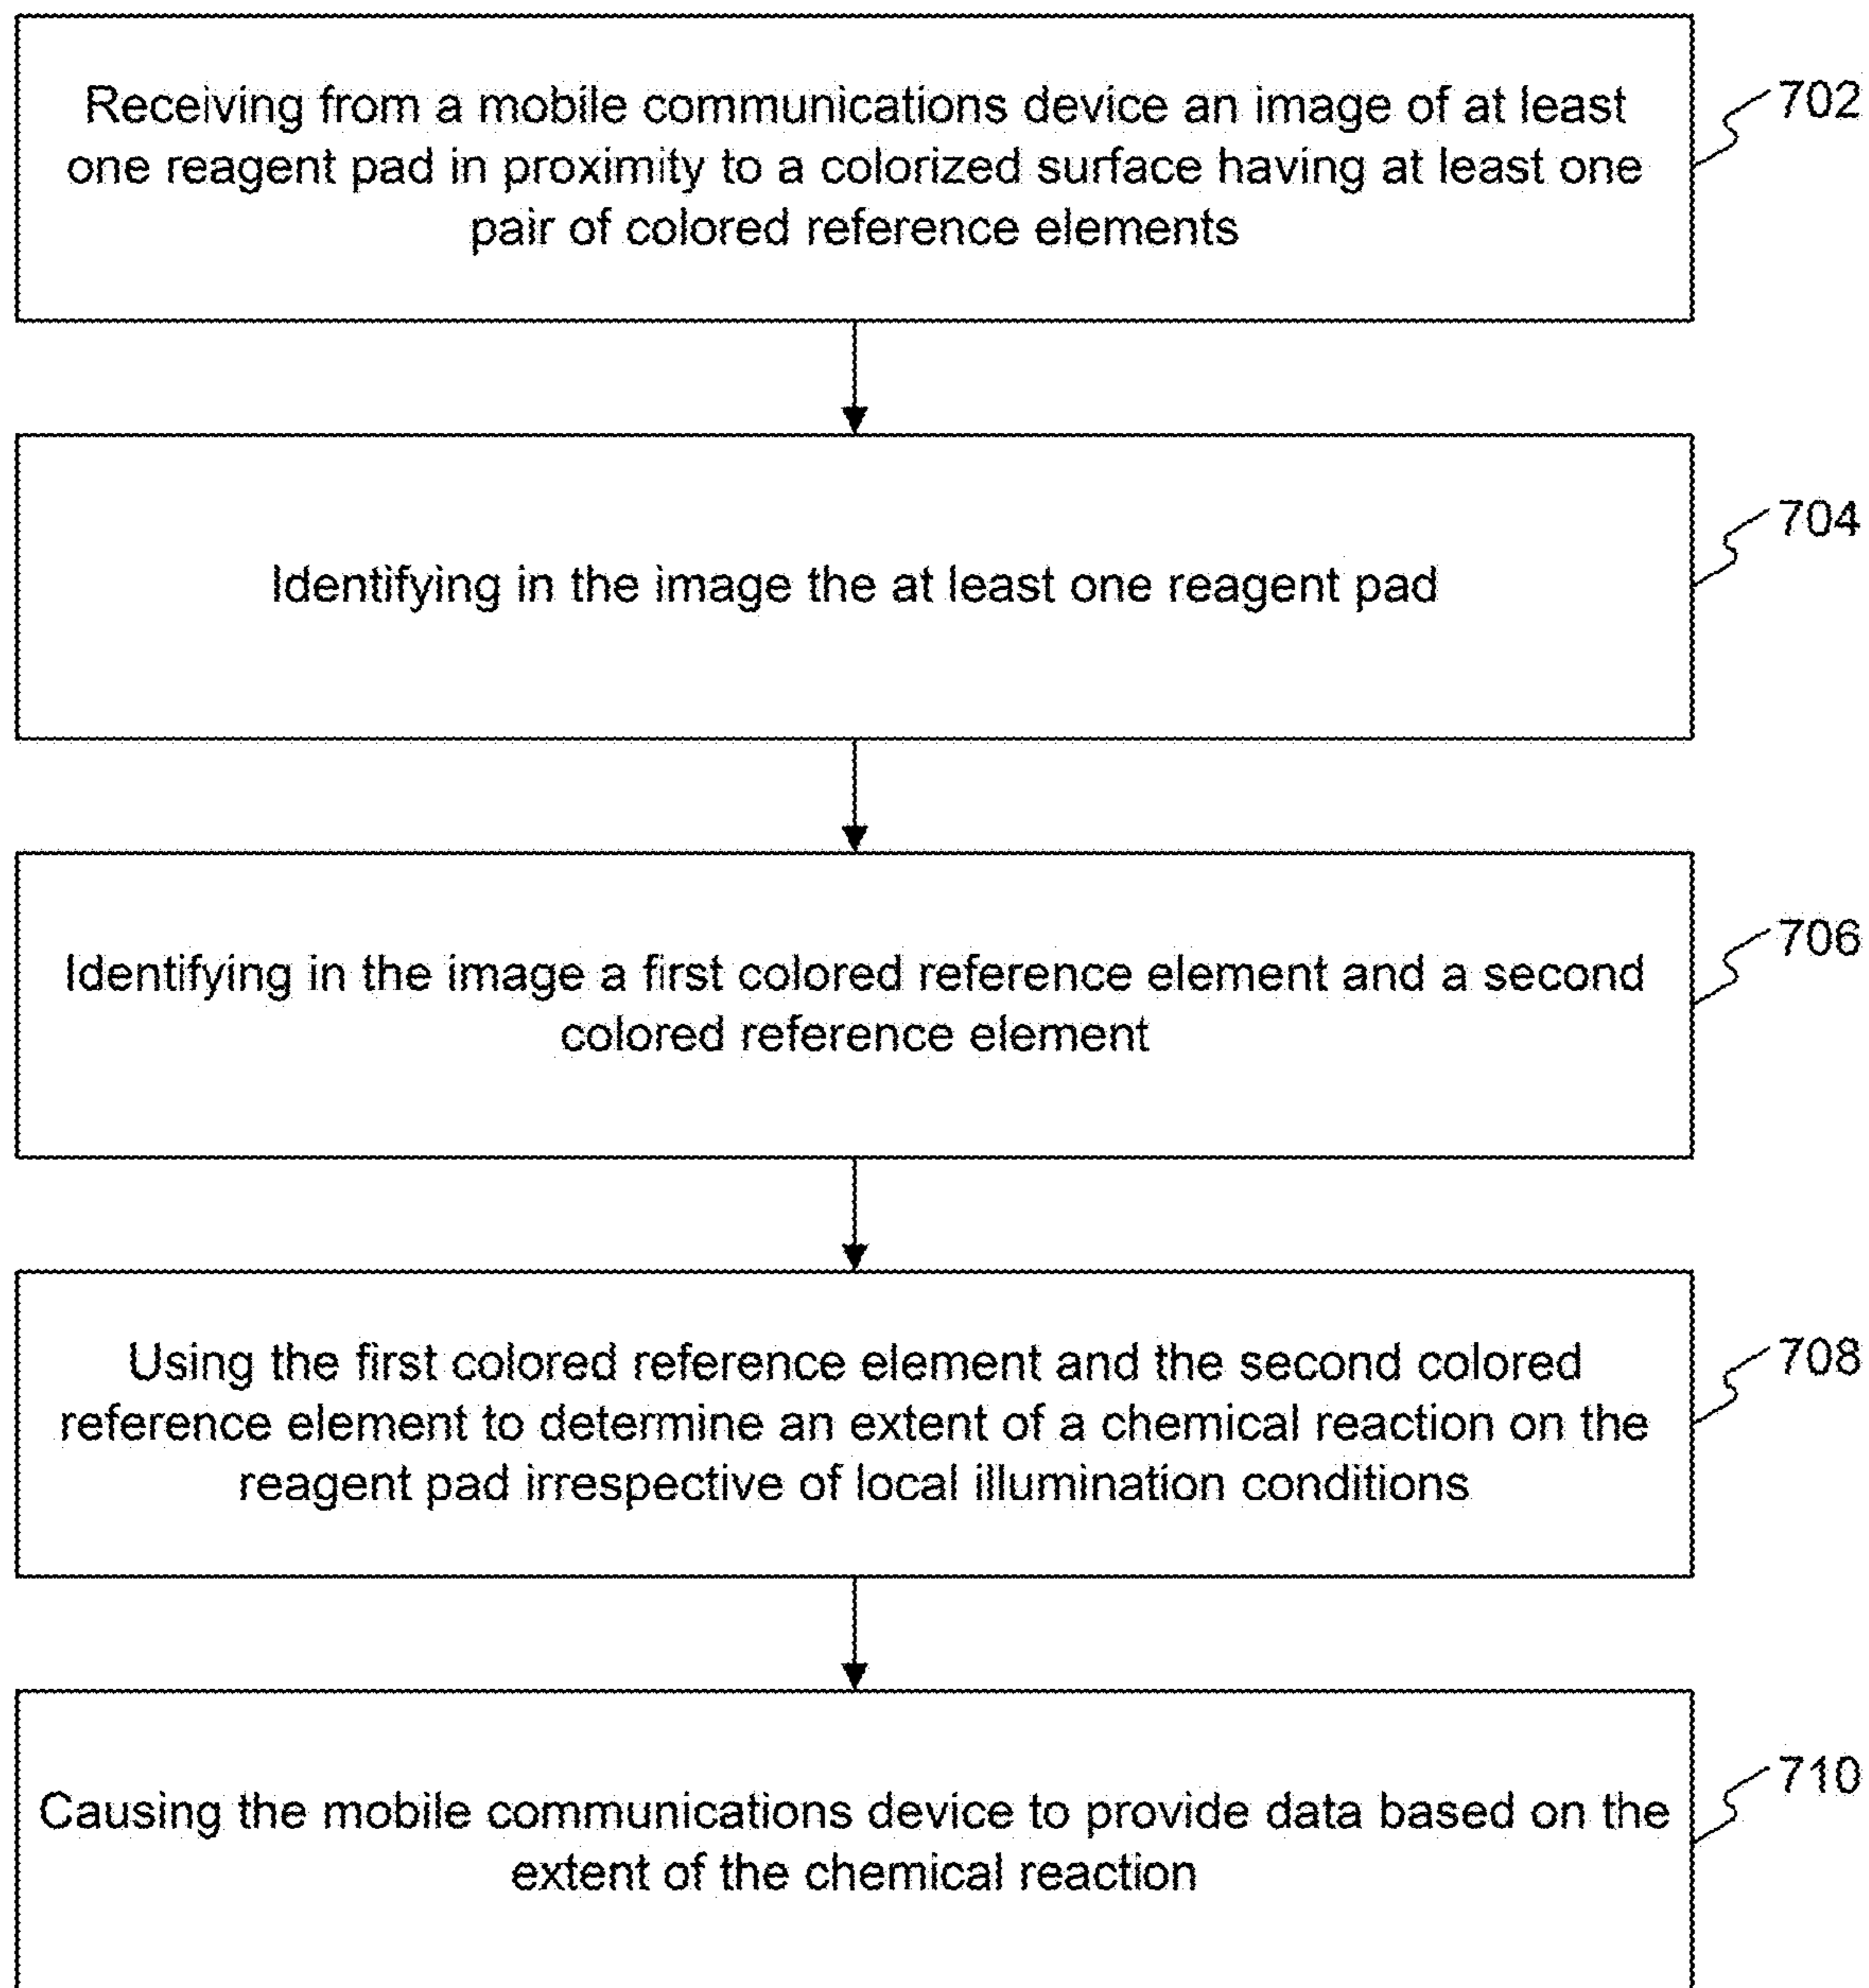 Receiving from a mobile communications device an image of at least
one reagent pad in proximity to a colorized surface having at least one
pair of colored reference elements
702
Identifying in the image the at least one reagent pad
704
Identifying in the image a first colored reference element and a second
colored reference element
706
Using the first colored reference element and the second colored
reference element to determine an extent of a chemical reaction on the
reagent pad irrespective of local illumination conditions
708
Causing the mobile communications device to provide data based on the
extent of the chemical reaction
710